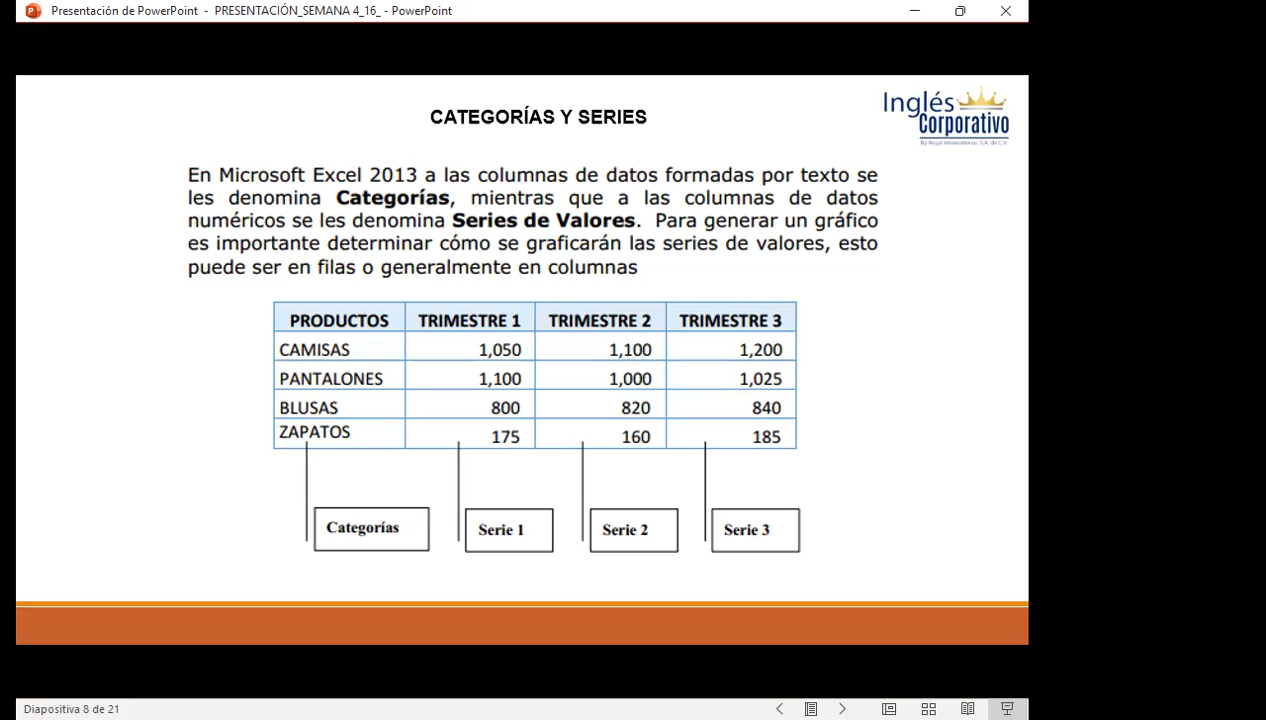 Presentación de PowerPoint - PRESENTACIÓN_SEMANA 4_16_ - PowerPoint
CATEGORÍAS Y SERIES
Inglés
Corporativo
By Regal International, S.A. de C.V.
En Microsoft Excel 2013 a las columnas de datos formadas por texto se
les denomina Categorías, mientras que a las columnas de datos
numéricos se les denomina Series de Valores. Para generar un gráfico
es importante determinar cómo se graficarán las series de valores, esto
puede ser en filas o generalmente en columnas
PRODUCTOS TRIMESTRE 1 TRIMESTRE 2 TRIMESTRE 3
CAMISAS 1,050 1,100 1,200
PANTALONES 1,100 1,000 1,025
BLUSAS 800 820 840
ZAPATOS 175 160 185
Categorías Serie 1 Serie 2 Serie 3
Diapositiva 8 de 21